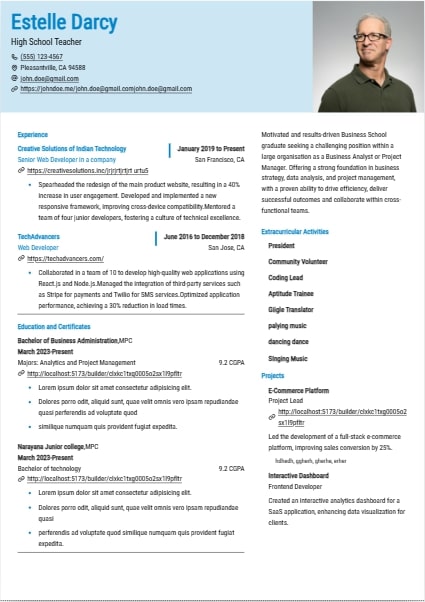 Estelle Darcy
High School Teacher
(555) 123-4567
Pleasantville, CA 94588
john.doe@gmail.com
https://johndoe.me/john.doe@gmail.comjohn.doe@gmail.com
Experience
Creative Solutions of Indian Technology
January 2019 to Present
Senior Web Developer in a company
San Francisco, CA
https://creativesolutions.inc/jrjrjrtjrtjrt urtu5
Spearheaded the redesign of the main product website, resulting in a 40%
increase in user engagement. Developed and implemented a new
responsive framework, improving cross-device compatibility.Mentored a
team of four junior developers, fostering a culture of technical excellence.
TechAdvancers
June 2016 to December 2018
Web Developer
San Jose, CA
https://techadvancers.com/
Collaborated in a team of 10 to develop high-quality web applications using
React.js and Node.js.Managed the integration of third-party services such
as Stripe for payments and Twilio for SMS services.Optimized application
performance, achieving a 30% reduction in load times.
Education and Certificates
Bachelor of Business Administration,MPC
March 2023-Present
Majors: Analytics and Project Management
9.2 CGPA
http://localhost:5173/builder/clxkc1txg0005o2sx1l9pfltr
Lorem ipsum dolor sit amet consectetur adipisicing elit.
Dolores porro odit, aliquid sunt, quae velit omnis vero ipsam repudiandae
quasi perferendis ad voluptate quod
similique numquam quis provident fugiat expedita.
Narayana Junior college,MPC
March 2023-Present
Bachelor of technology
9.2 CGPA
http://localhost:5173/builder/clxkc1txg0005o2sx1l9pfltr
Lorem ipsum dolor sit amet consectetur adipisicing elit.
Dolores porro odit, aliquid sunt, quae velit omnis vero ipsam repudiandae
quasi
perferendis ad voluptate quod similique numquam quis provident fugiat
expedita.
Motivated and results-driven Business School
graduate seeking a challenging position within a
large organisation as a Business Analyst or Project
Manager. Offering a strong foundation in business
strategy, data analysis, and project management,
with a proven ability to drive efficiency, deliver
successful outcomes and collaborate within cross-
functional teams.
Extracurricular Activities
President
Community Volunteer
Coding Lead
Aptitude Trainee
Gligle Translator
palying music
dancing dance
Singing Music
Projects
E-Commerce Platform
Project Lead
http://localhost:5173/builder/clxkc1txg0005o2
sx1l9pfltr
Led the development of a full-stack e-commerce
platform, improving sales conversion by 25%.
Interactive Dashboard
Frontend Developer
Created an interactive analytics dashboard for a
SaaS application, enhancing data visualization for
clients.